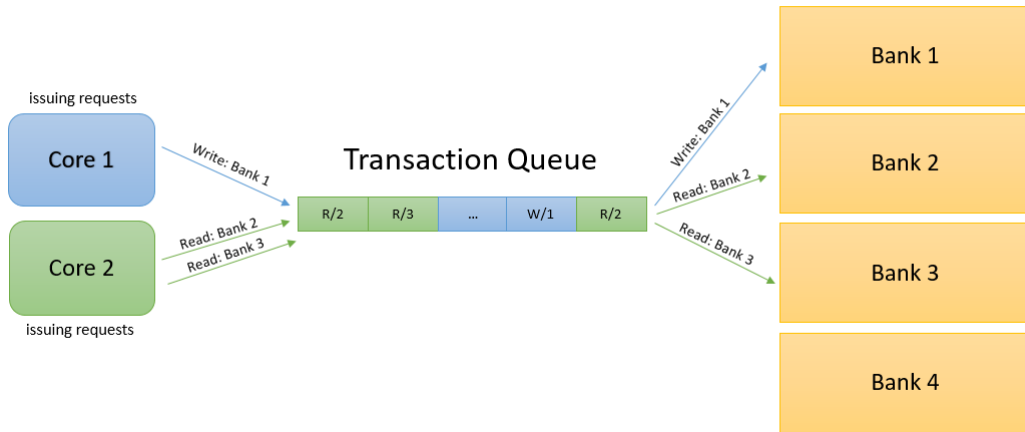 issuing requests
Core 1
Write: Bank 1
Core 2
Read: Bank 2
Read: Bank 3
issuing requests
Transaction Queue
R/2
R/3
...
W/1
R/2
Write: Bank 1
Read: Bank 2
Read: Bank 3
Bank 1
Bank 2
Bank 3
Bank 4